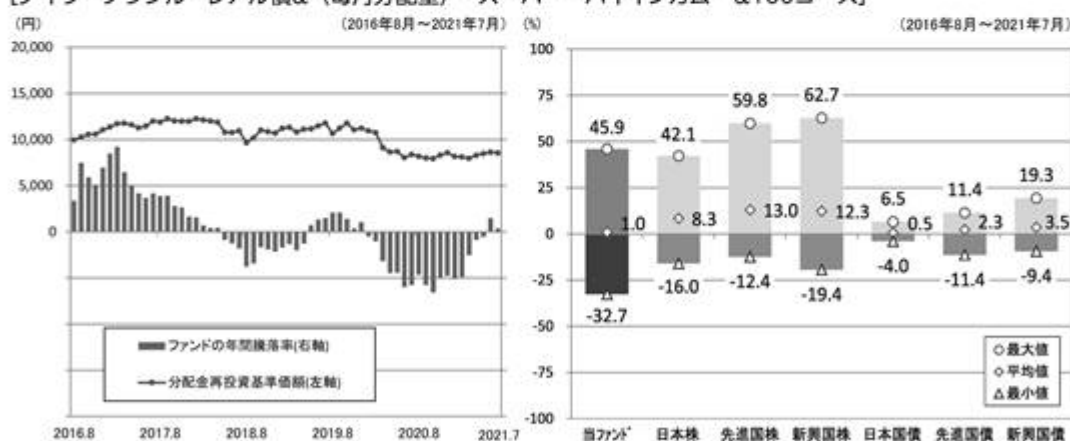 (円)
(2016年8月～2021年7月)
20,000
15,000
10,000
5,000
0
ファンドの年間騰落率(右軸)
分配金再投資基準価額(左軸)
2016.8 2017.8 2018.8 2019.8 2020.8 2021.7
(%)
(2016年8月～2021年7月)
100
75
50
25
0
-25
-50
-75
-100
45.9 42.1 59.8 62.7 6.5 11.4 19.3
1.0 8.3 13.0 12.3 0.5 2.3 3.5
-32.7 -16.0 -12.4 -19.4 -4.0 -11.4 -9.4
最大値
平均値
最小値
当ファンド 日本株 先進国株 新興国株 日本国債 先進国債 新興国債